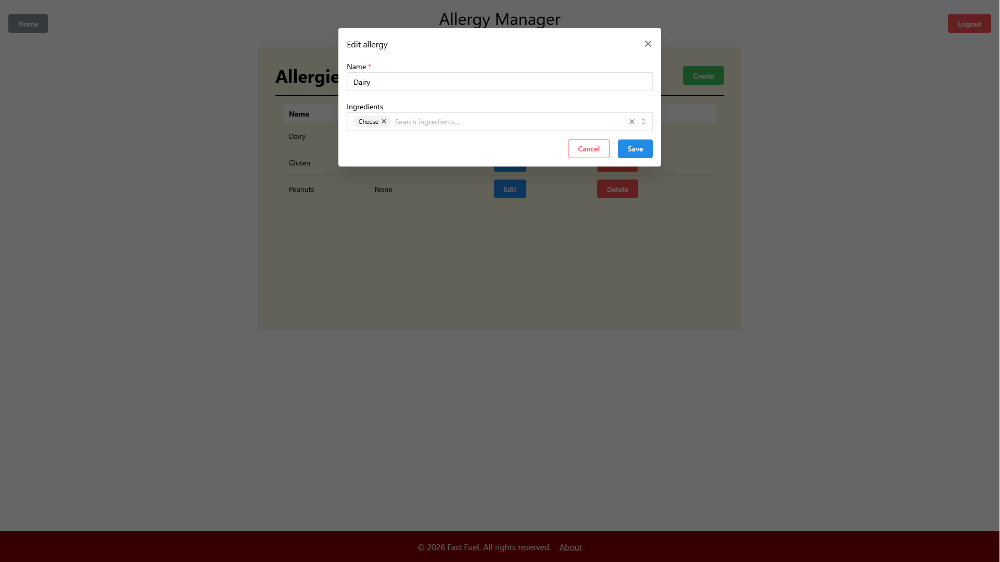 Home
Allergy Manager
Logout
Edit allergy
Name *
Dairy
Ingredients
Cheese Search ingredients...
Cancel
Save
Allergie
Create
Name
Dairy
Gluten
Peanuts None Edit Delete
© 2026 Fast Fuel. All rights reserved. About